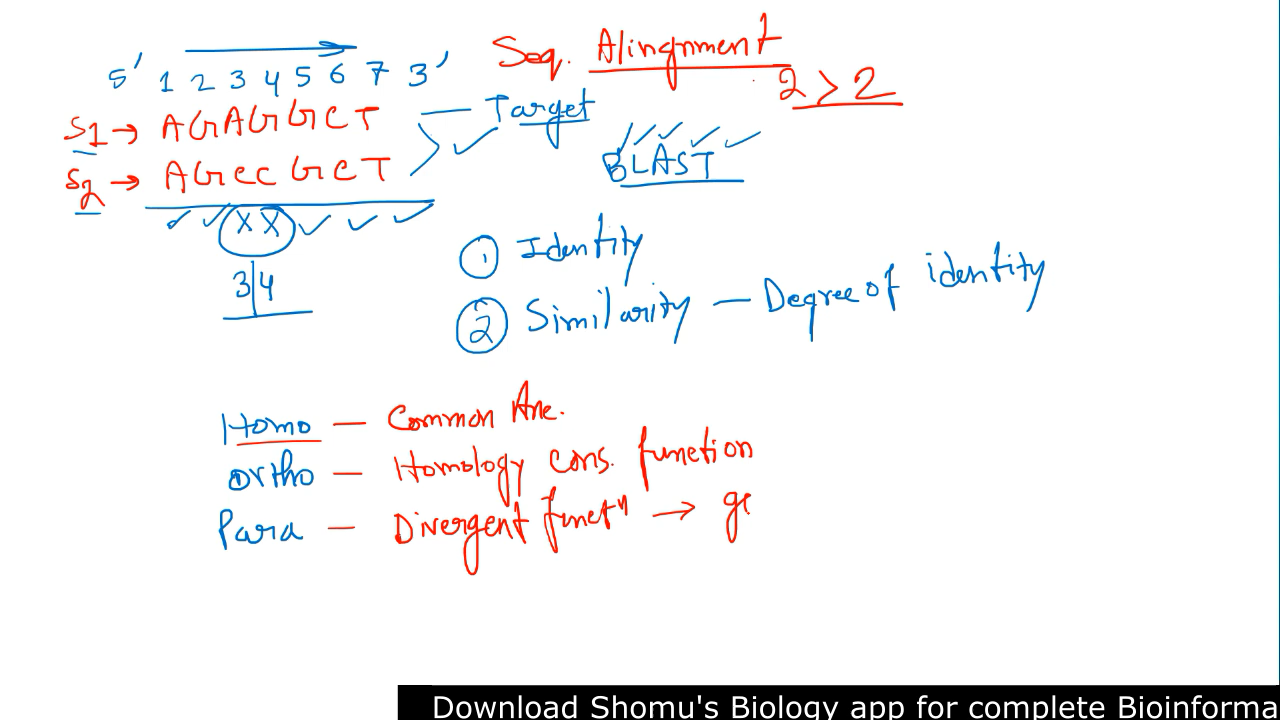 5' 1 2 3 4 5 6 7 3'
Seq. Alingnment
2 > 2
S1 → AGAGGCT — Target
S2 → AGCCGCT
BLAST
✓ ✓ X X ✓ ✓ ✓
3|4
① Identity
② Similarity — Degree of identity
Homo — Common Anc.
Ortho — Homology cons. function
Para — Divergent functn → ge
Download Shomu's Biology app for complete Bioinforma